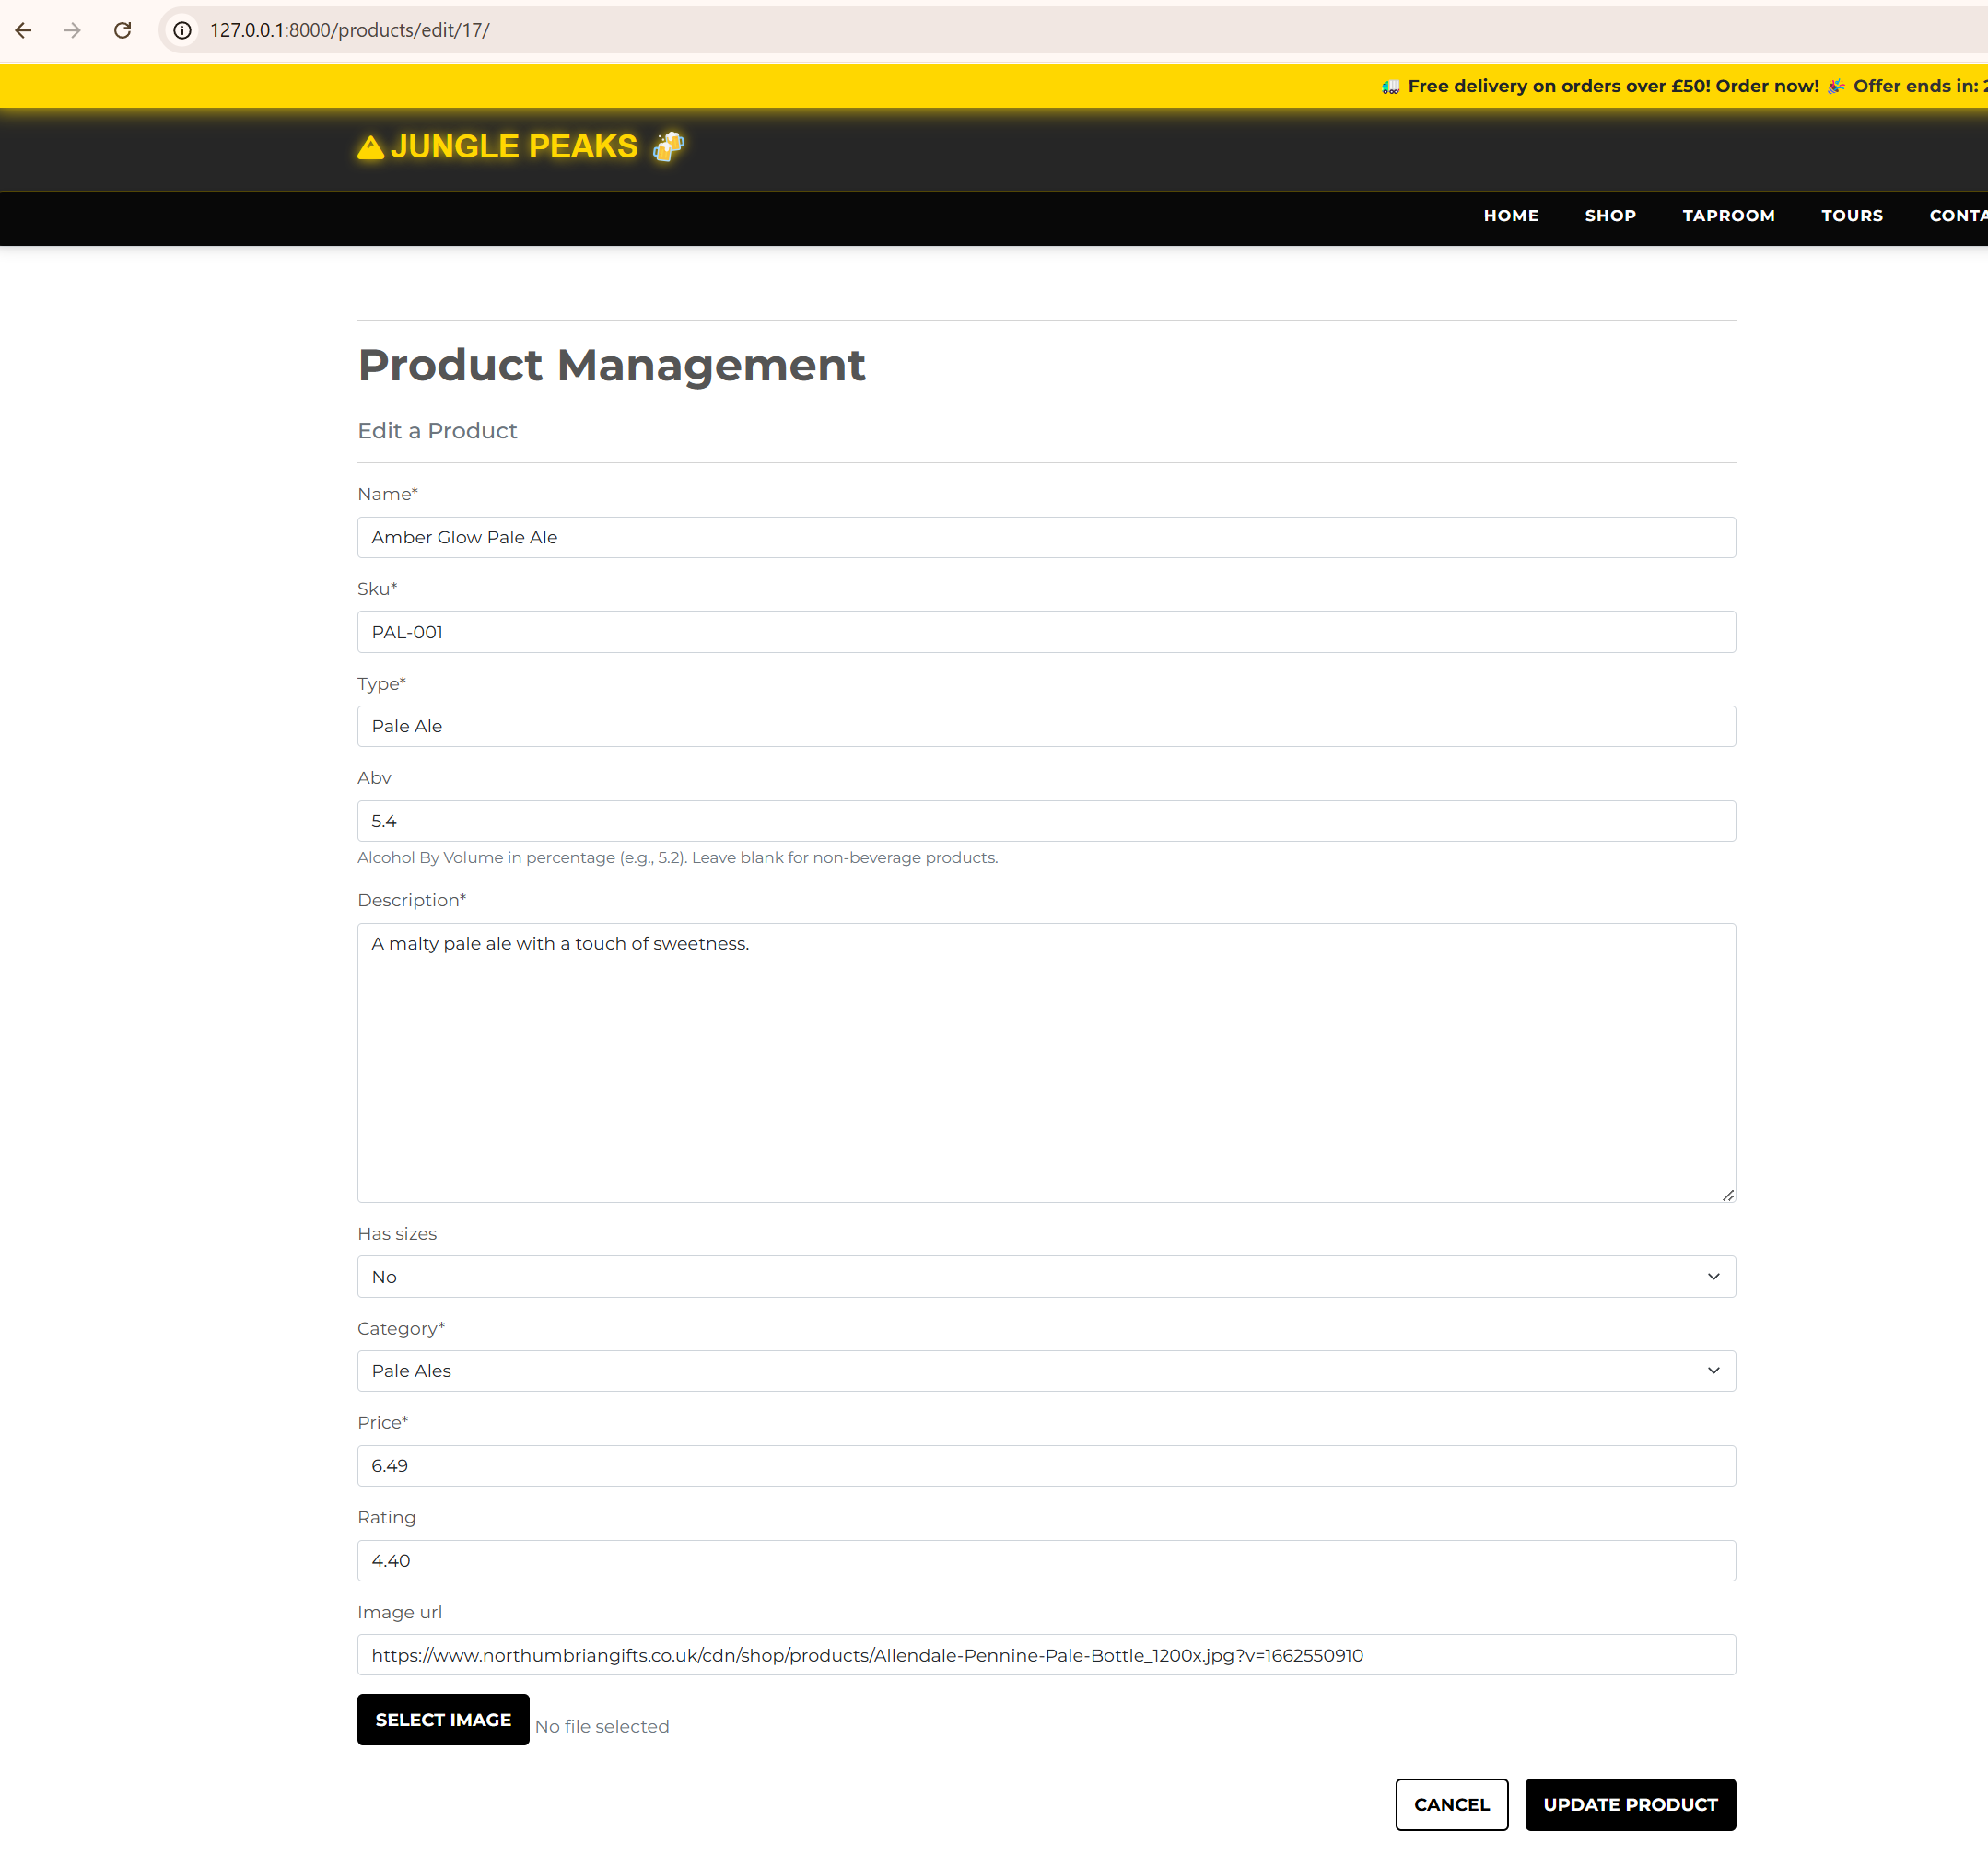 127.0.0.1:8000/products/edit/17/
🚚 Free delivery on orders over £50! Order now! 🎉 Offer ends in:
JUNGLE PEAKS 🍻
HOME SHOP TAPROOM TOURS CONTA
Product Management
Edit a Product
Name*
Amber Glow Pale Ale
Sku*
PAL-001
Type*
Pale Ale
Abv
5.4
Alcohol By Volume in percentage (e.g., 5.2). Leave blank for non-beverage products.
Description*
A malty pale ale with a touch of sweetness.
Has sizes
No
Category*
Pale Ales
Price*
6.49
Rating
4.40
Image url
https://www.northumbriangifts.co.uk/cdn/shop/products/Allendale-Pennine-Pale-Bottle_1200x.jpg?v=1662550910
SELECT IMAGE No file selected
CANCEL UPDATE PRODUCT